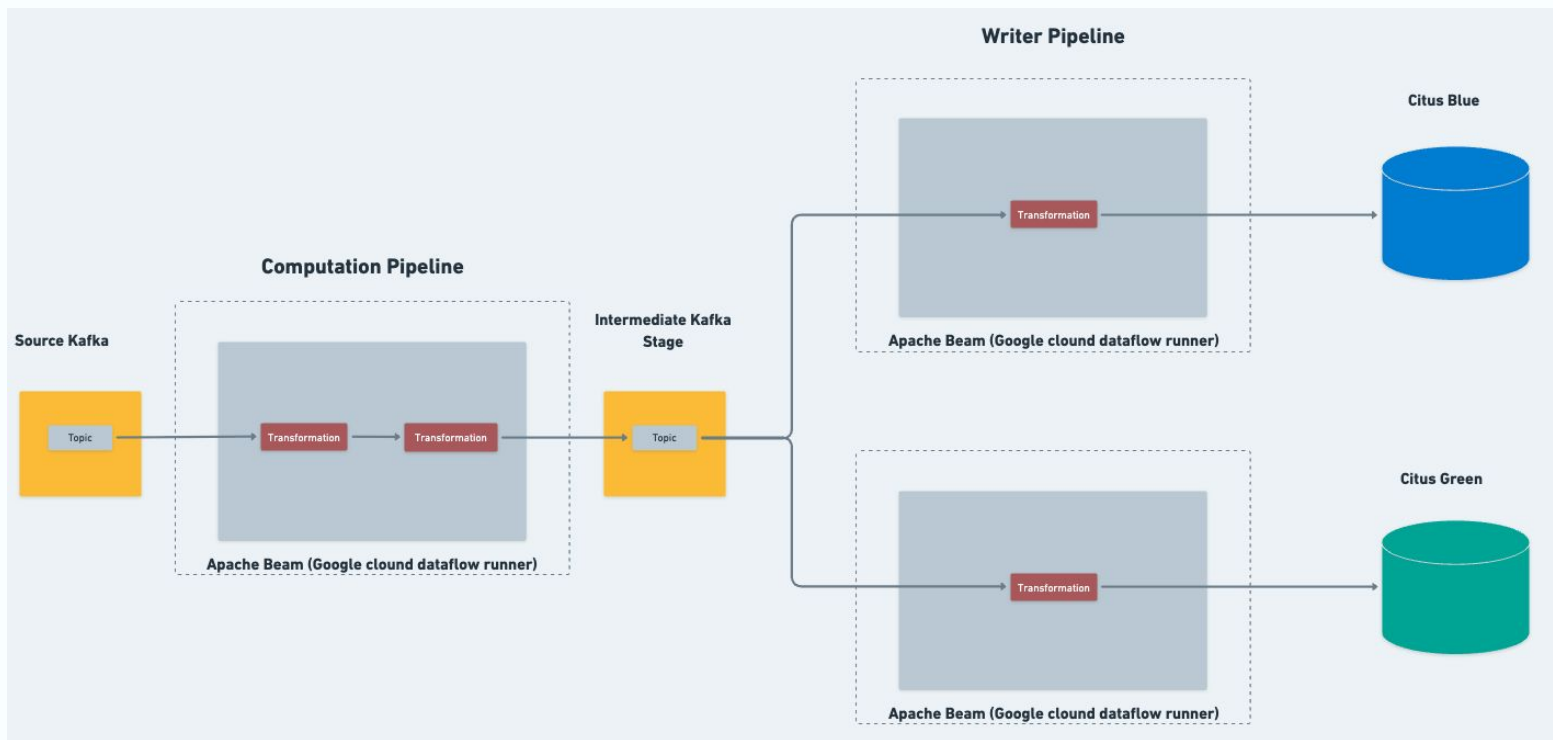 Writer Pipeline
Citus Blue
Transformation
Computation Pipeline
Intermediate Kafka
Stage
Source Kafka
Apache Beam (Google clound dataflow runner)
Topic
Transformation
Transformation
Topic
Citus Green
Apache Beam (Google clound dataflow runner)
Transformation
Apache Beam (Google clound dataflow runner)